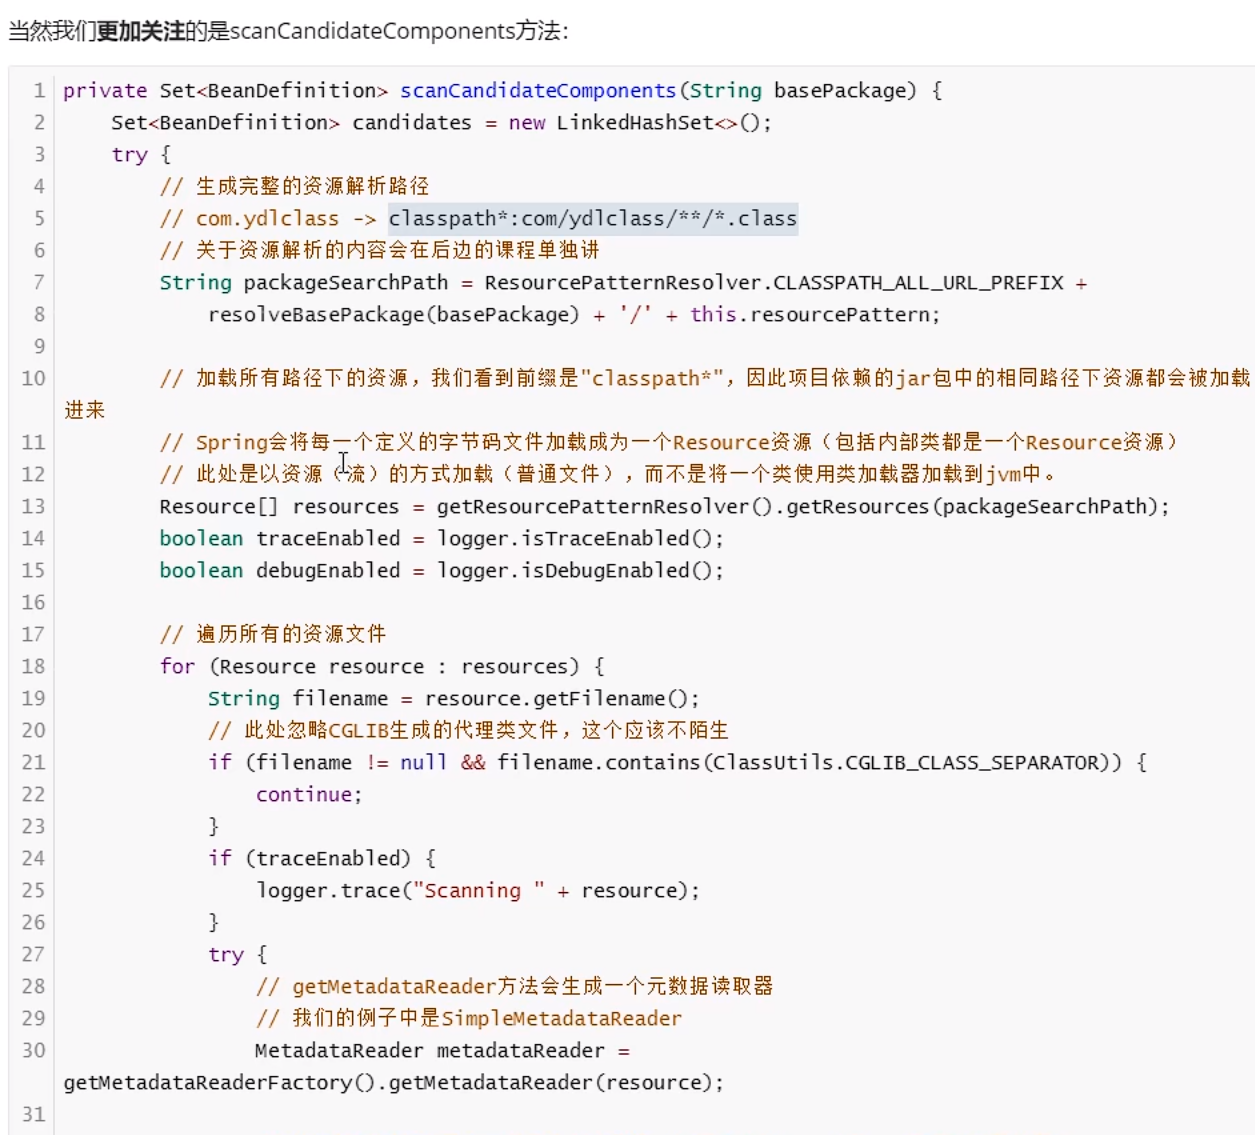 当然我们更加关注的是scanCandidateComponents方法：
1 private Set<BeanDefinition> scanCandidateComponents(String basePackage) {
2 Set<BeanDefinition> candidates = new LinkedHashSet<>();
3 try {
4 // 生成完整的资源解析路径
5 // com.ydlclass -> classpath*:com/ydlclass/**/*.class
6 // 关于资源解析的内容会在后边的课程单独讲
7 String packageSearchPath = ResourcePatternResolver.CLASSPATH_ALL_URL_PREFIX +
8 resolveBasePackage(basePackage) + '/' + this.resourcePattern;
9
10 // 加载所有路径下的资源，我们看到前缀是"classpath*"，因此项目依赖的jar包中的相同路径下资源都会被加载
进来
11 // Spring会将每一个定义的字节码文件加载成为一个Resource资源（包括内部类都是一个Resource资源）
12 // 此处是以资源（流）的方式加载（普通文件），而不是将一个类使用类加载器加载到jvm中。
13 Resource[] resources = getResourcePatternResolver().getResources(packageSearchPath);
14 boolean traceEnabled = logger.isTraceEnabled();
15 boolean debugEnabled = logger.isDebugEnabled();
16
17 // 遍历所有的资源文件
18 for (Resource resource : resources) {
19 String filename = resource.getFilename();
20 // 此处忽略CGLIB生成的代理类文件，这个应该不陌生
21 if (filename != null && filename.contains(ClassUtils.CGLIB_CLASS_SEPARATOR)) {
22 continue;
23 }
24 if (traceEnabled) {
25 logger.trace("Scanning " + resource);
26 }
27 try {
28 // getMetadataReader方法会生成一个元数据读取器
29 // 我们的例子中是SimpleMetadataReader
30 MetadataReader metadataReader =
getMetadataReaderFactory().getMetadataReader(resource);
31